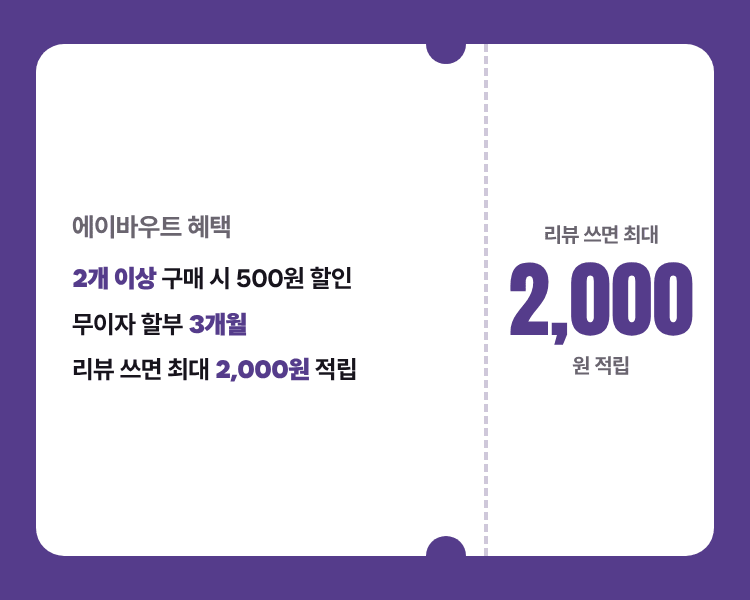 에이바우트 혜택
2개 이상 구매 시 500원 할인
무이자 할부 3개월
리뷰 쓰면 최대 2,000원 적립
리뷰 쓰면 최대
2,000
원 적립